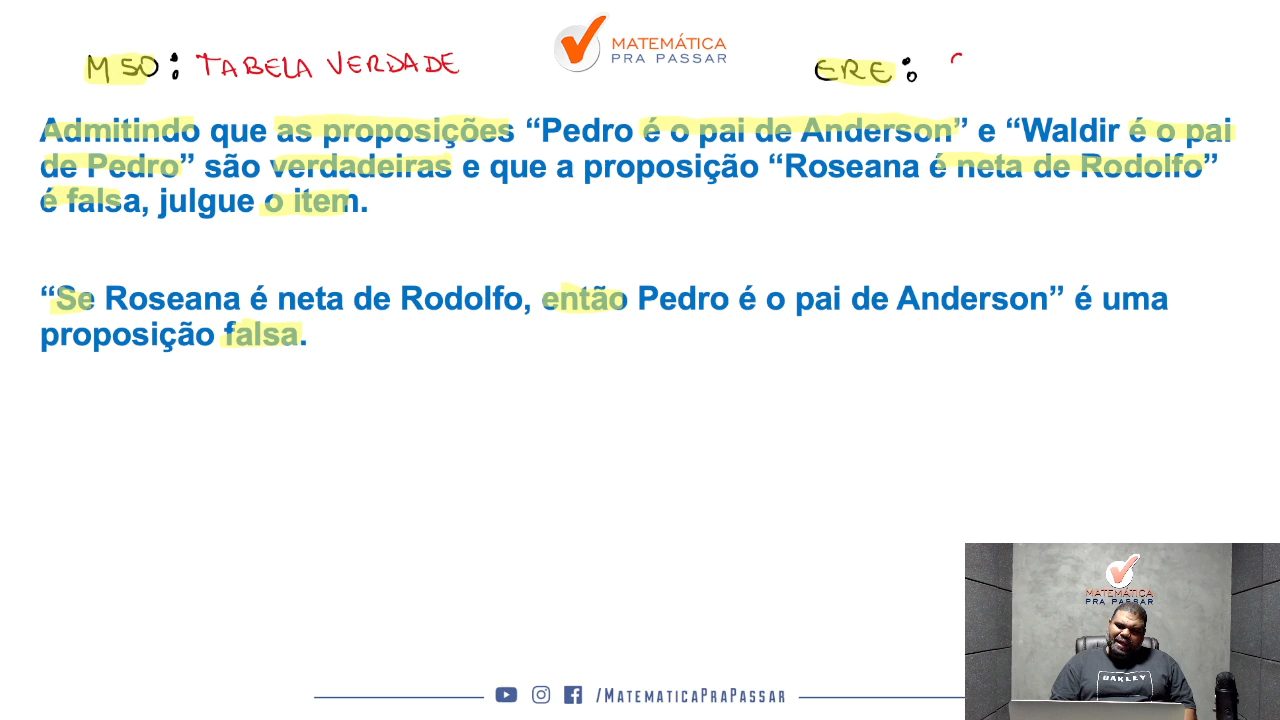 MATEMÁTICA
PRA PASSAR
M50: TABELA VERDADE
ERE:
Admitindo que as proposições “Pedro é o pai de Anderson” e “Waldir é o pai
de Pedro” são verdadeiras e que a proposição “Roseana é neta de Rodolfo”
é falsa, julgue o item.
“Se Roseana é neta de Rodolfo, então Pedro é o pai de Anderson” é uma
proposição falsa.
MATEMÁTICA
PRA PASSAR
OAKLEY
/MATEMATICAPRAPASSAR